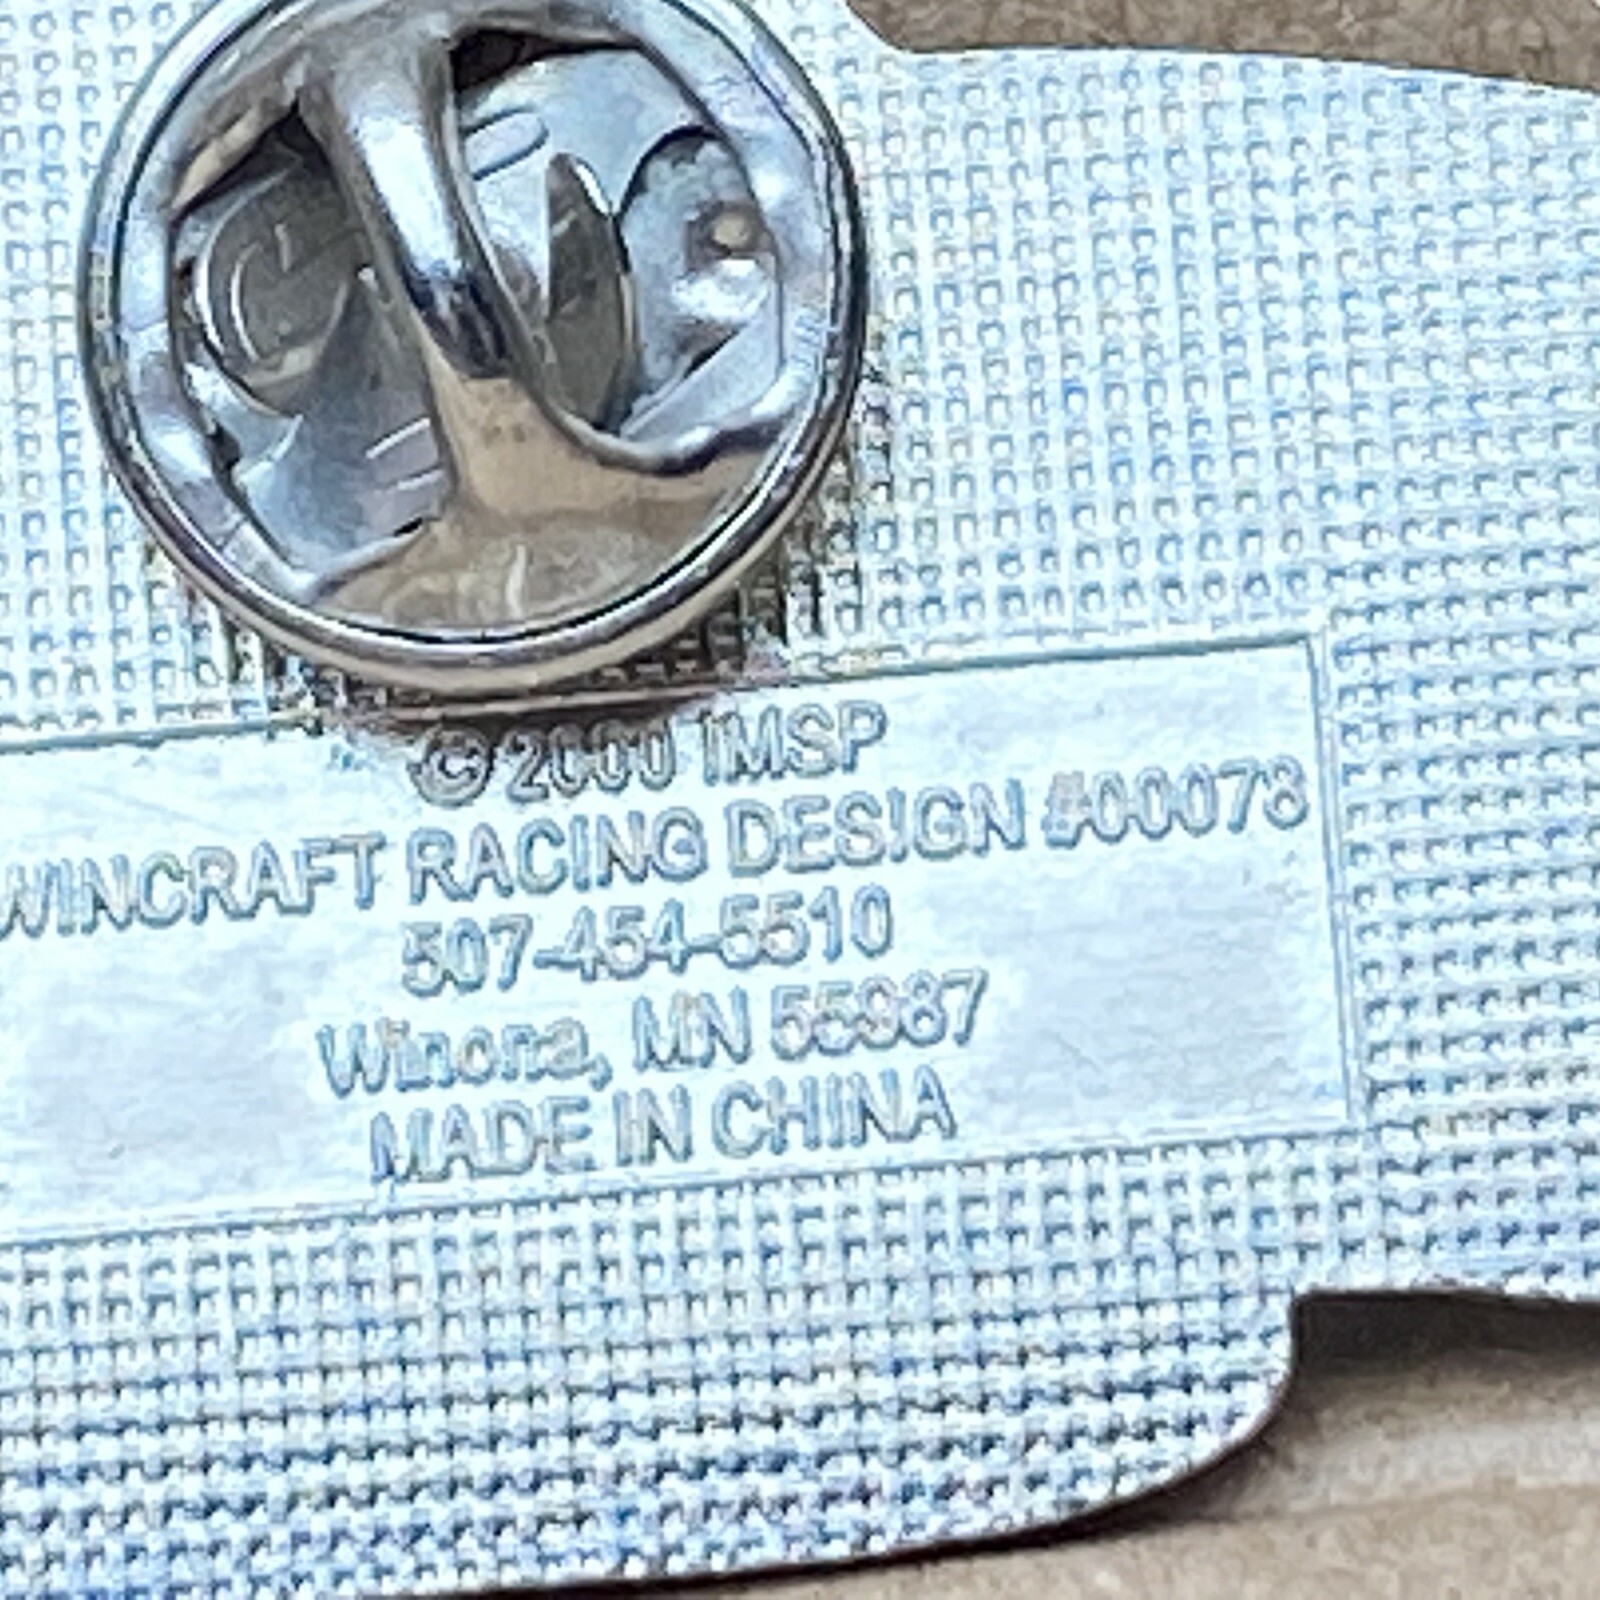 © 2000 IMSP
WINCRAFT RACING DESIGN #00078
507-454-5510
Winona, MN 55987
MADE IN CHINA